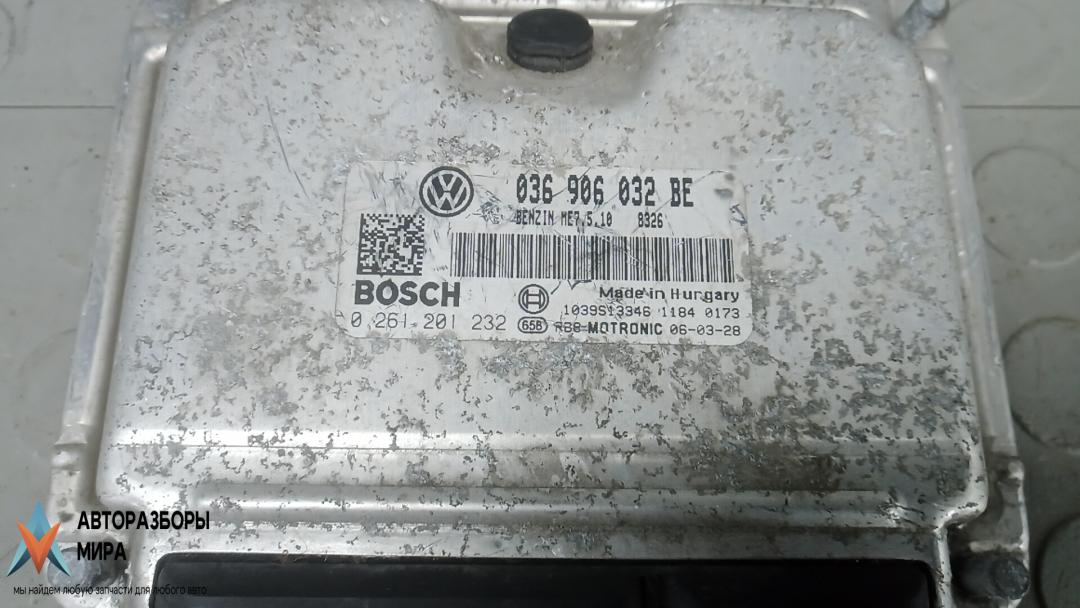 036 906 032 BE
BENZIN ME7.5.10 8326
BOSCH
Made in Hungary
1039S13346 1184 0173
0 261 201 232 658 RB8 MOTRONIC 06-03-28
АВТОРАЗБОРЫ
МИРА
мы найдем любую запчасти для любого авто